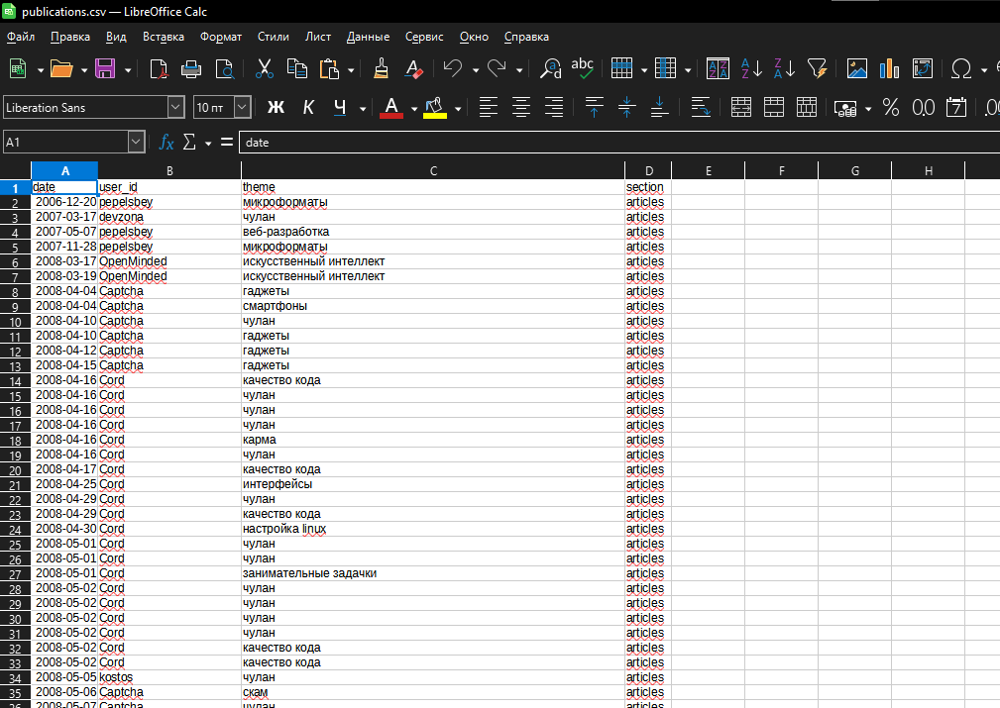 publications.csv — LibreOffice Calc
Файл Правка Вид Вставка Формат Стили Лист Данные Сервис Окно Справка
Liberation Sans 10 пт Ж К Ч А % 0.0 7 .00
A1 fx Σ = date
A B C D E F G H
1 date user_id theme section
2 2006-12-20 pepelsbey микроформаты articles
3 2007-03-17 devzona чулан articles
4 2007-05-07 pepelsbey веб-разработка articles
5 2007-11-28 pepelsbey микроформаты articles
6 2008-03-17 OpenMinded искусственный интеллект articles
7 2008-03-19 OpenMinded искусственный интеллект articles
8 2008-04-04 Captcha гаджеты articles
9 2008-04-04 Captcha смартфоны articles
10 2008-04-10 Captcha чулан articles
11 2008-04-10 Captcha гаджеты articles
12 2008-04-12 Captcha гаджеты articles
13 2008-04-15 Captcha гаджеты articles
14 2008-04-16 Cord качество кода articles
15 2008-04-16 Cord чулан articles
16 2008-04-16 Cord чулан articles
17 2008-04-16 Cord чулан articles
18 2008-04-16 Cord карма articles
19 2008-04-16 Cord чулан articles
20 2008-04-17 Cord качество кода articles
21 2008-04-25 Cord интерфейсы articles
22 2008-04-29 Cord чулан articles
23 2008-04-29 Cord качество кода articles
24 2008-04-30 Cord настройка linux articles
25 2008-05-01 Cord чулан articles
26 2008-05-01 Cord чулан articles
27 2008-05-01 Cord занимательные задачки articles
28 2008-05-02 Cord чулан articles
29 2008-05-02 Cord чулан articles
30 2008-05-02 Cord чулан articles
31 2008-05-02 Cord чулан articles
32 2008-05-02 Cord качество кода articles
33 2008-05-02 Cord качество кода articles
34 2008-05-05 kostos чулан articles
35 2008-05-06 Captcha скам articles
36 2008-05-07 Captcha чулан articles